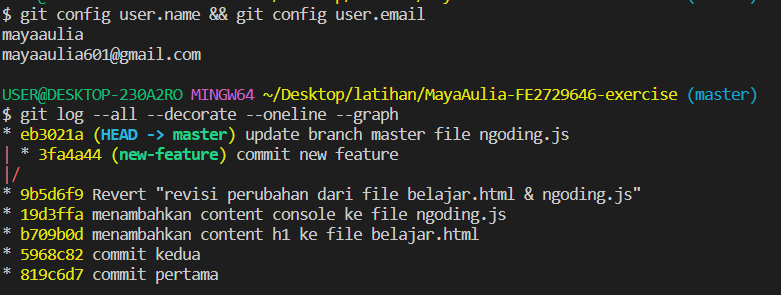 $ git config user.name && git config user.email
mayaaulia
mayaaulia601@gmail.com
USER@DESKTOP-230A2RO MINGW64 ~/Desktop/latihan/MayaAulia-FE2729646-exercise (master)
$ git log --all --decorate --oneline --graph
* eb3021a (HEAD -> master) update branch master file ngoding.js
| * 3fa4a44 (new-feature) commit new feature
|/
* 9b5d6f9 Revert "revisi perubahan dari file belajar.html & ngoding.js"
* 19d3ffa menambahkan content console ke file ngoding.js
* b709b0d menambahkan content h1 ke file belajar.html
* 5968c82 commit kedua
* 819c6d7 commit pertama